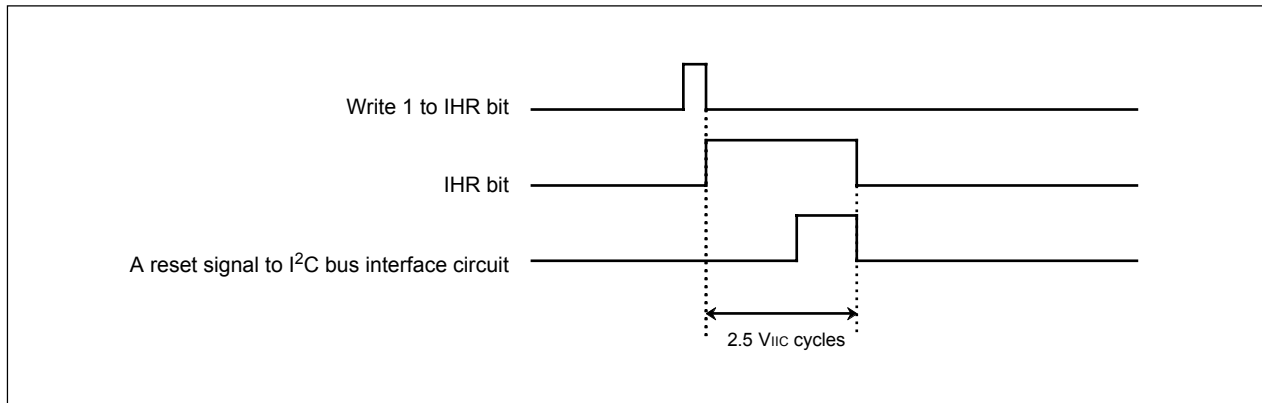 Write 1 to IHR bit
IHR bit
A reset signal to I²C bus interface circuit
2.5 VIIC cycles